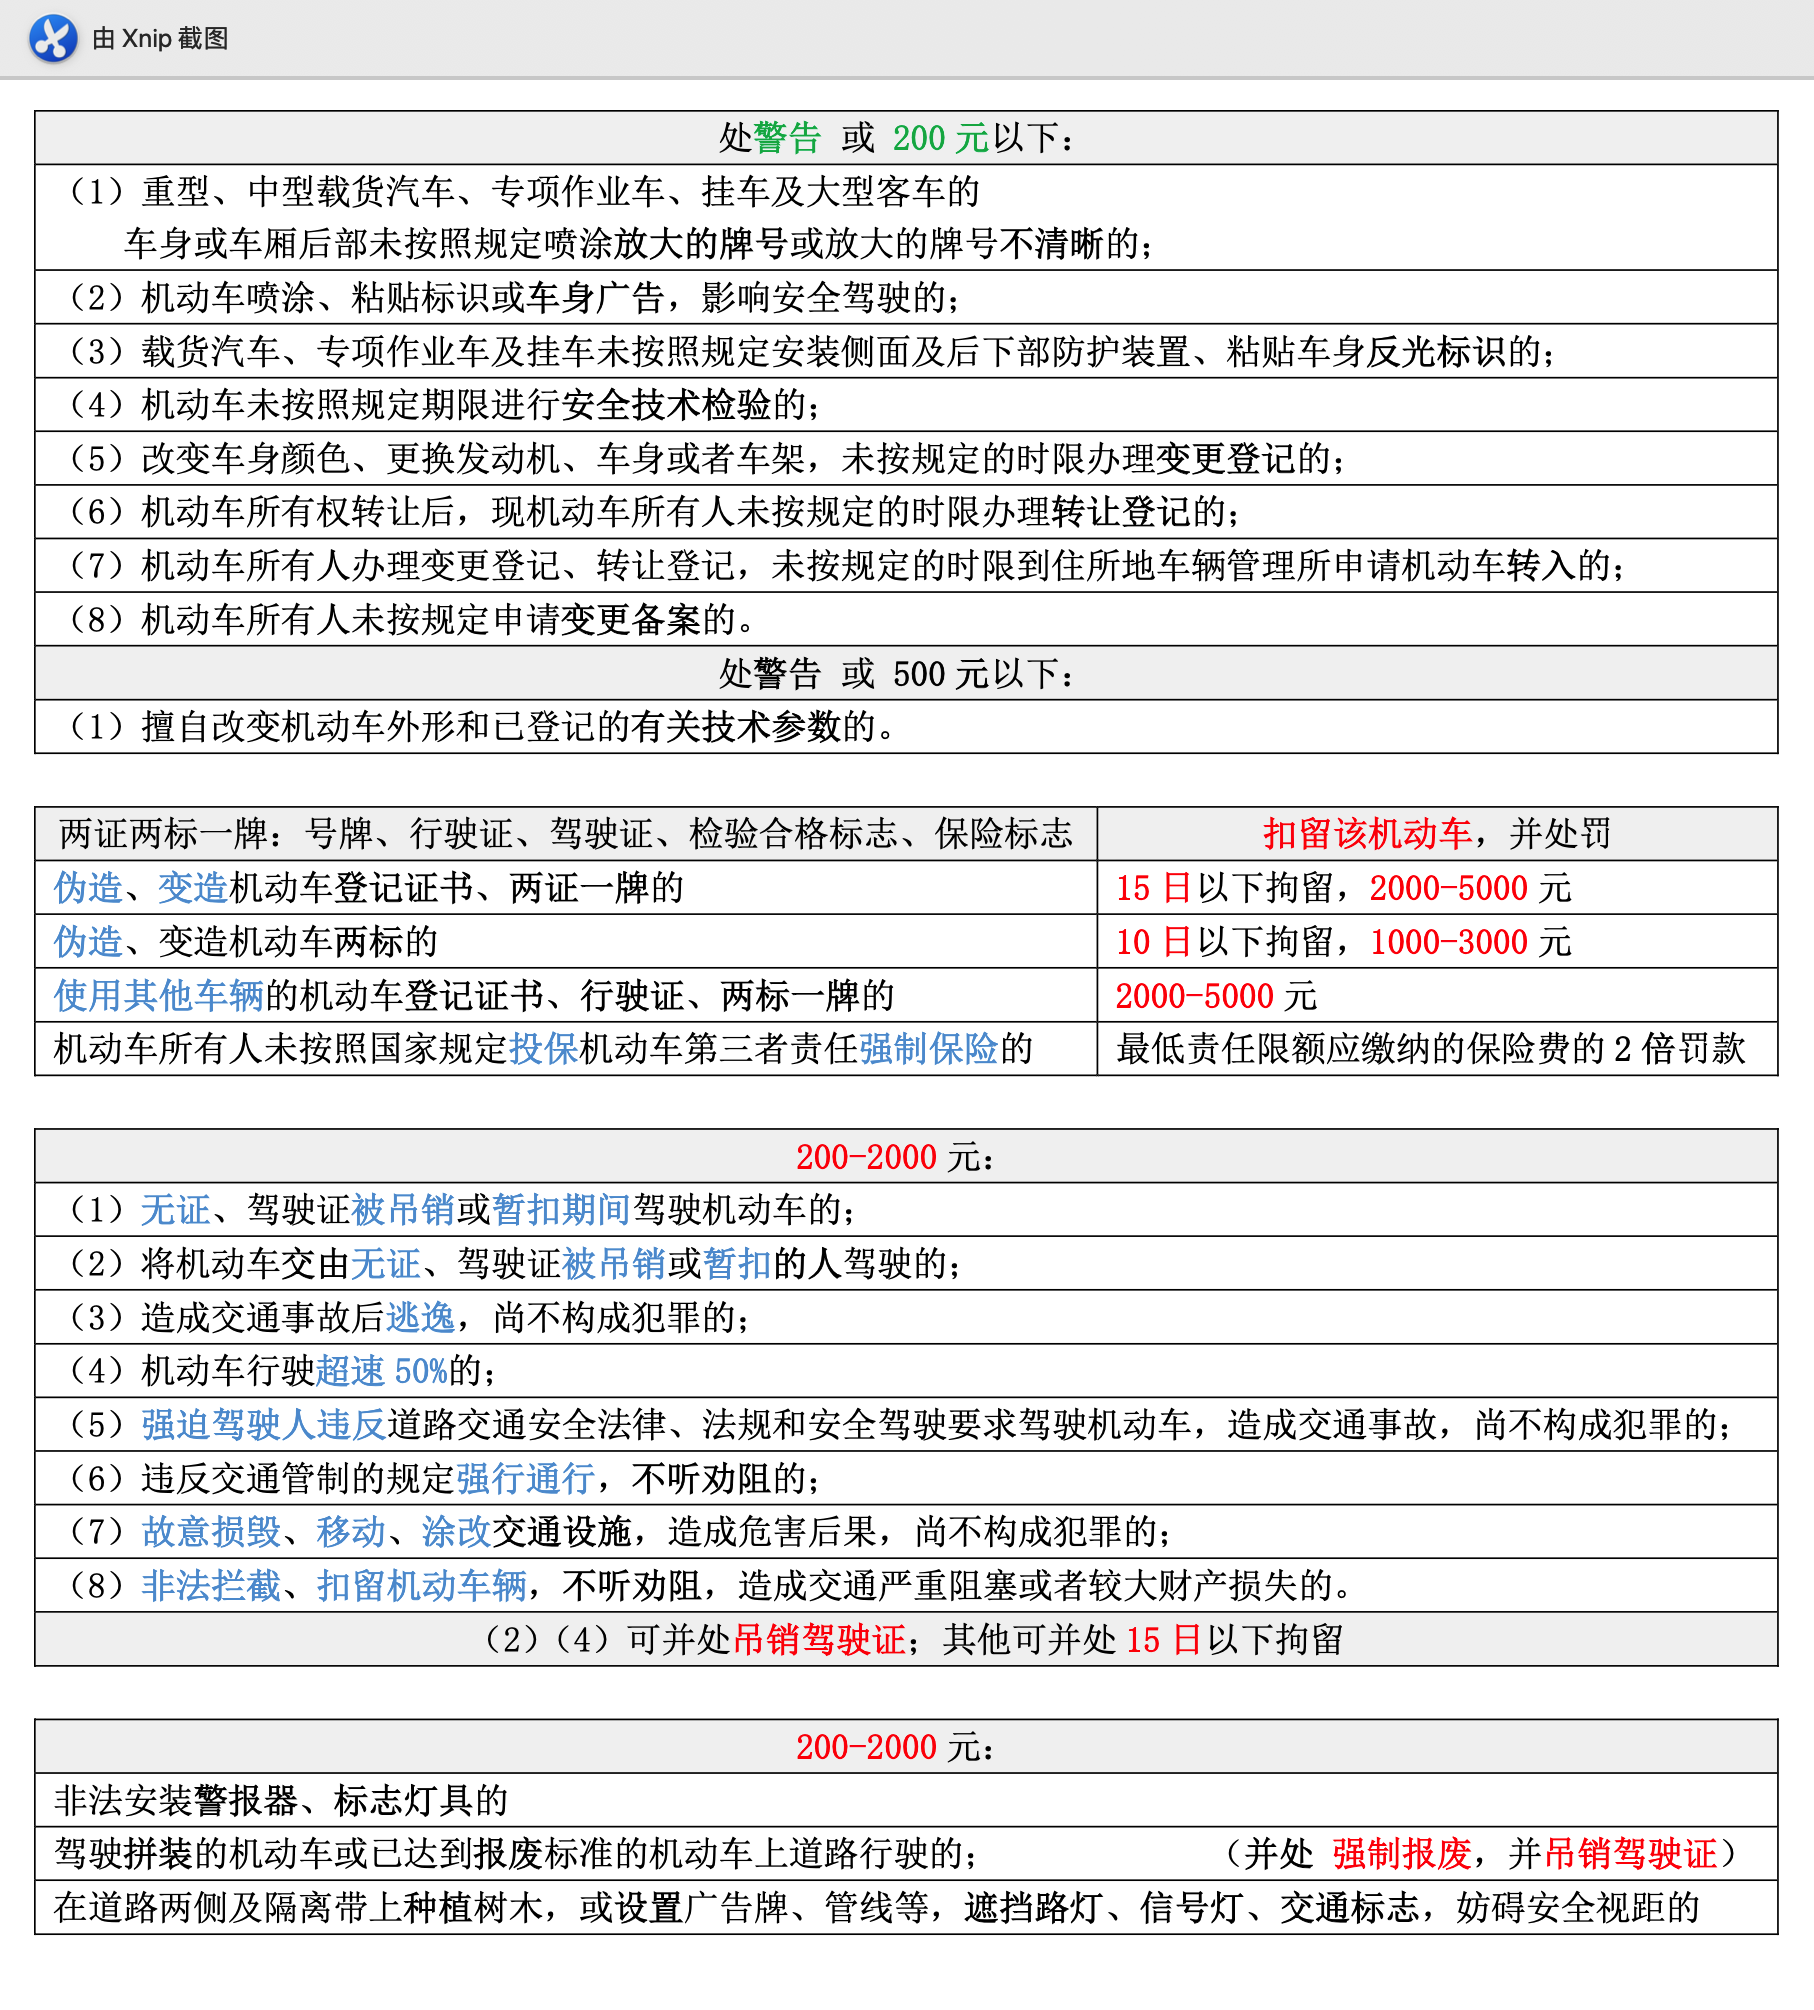 由 Xnip 截图
处警告 或 200 元以下：
（1）重型、中型载货汽车、专项作业车、挂车及大型客车的
车身或车厢后部未按照规定喷涂放大的牌号或放大的牌号不清晰的；
（2）机动车喷涂、粘贴标识或车身广告，影响安全驾驶的；
（3）载货汽车、专项作业车及挂车未按照规定安装侧面及后下部防护装置、粘贴车身反光标识的；
（4）机动车未按照规定期限进行安全技术检验的；
（5）改变车身颜色、更换发动机、车身或者车架，未按规定的时限办理变更登记的；
（6）机动车所有权转让后，现机动车所有人未按规定的时限办理转让登记的；
（7）机动车所有人办理变更登记、转让登记，未按规定的时限到住所地车辆管理所申请机动车转入的；
（8）机动车所有人未按规定申请变更备案的。
处警告 或 500 元以下：
（1）擅自改变机动车外形和已登记的有关技术参数的。
两证两标一牌：号牌、行驶证、驾驶证、检验合格标志、保险标志 扣留该机动车，并处罚
伪造、变造机动车登记证书、两证一牌的 15 日以下拘留，2000-5000 元
伪造、变造机动车两标的 10 日以下拘留，1000-3000 元
使用其他车辆的机动车登记证书、行驶证、两标一牌的 2000-5000 元
机动车所有人未按照国家规定投保机动车第三者责任强制保险的 最低责任限额应缴纳的保险费的 2 倍罚款
200-2000 元：
（1）无证、驾驶证被吊销或暂扣期间驾驶机动车的；
（2）将机动车交由无证、驾驶证被吊销或暂扣的人驾驶的；
（3）造成交通事故后逃逸，尚不构成犯罪的；
（4）机动车行驶超速 50%的；
（5）强迫驾驶人违反道路交通安全法律、法规和安全驾驶要求驾驶机动车，造成交通事故，尚不构成犯罪的；
（6）违反交通管制的规定强行通行，不听劝阻的；
（7）故意损毁、移动、涂改交通设施，造成危害后果，尚不构成犯罪的；
（8）非法拦截、扣留机动车辆，不听劝阻，造成交通严重阻塞或者较大财产损失的。
（2）（4）可并处吊销驾驶证；其他可并处 15 日以下拘留
200-2000 元：
非法安装警报器、标志灯具的
驾驶拼装的机动车或已达到报废标准的机动车上道路行驶的； （并处 强制报废，并吊销驾驶证）
在道路两侧及隔离带上种植树木，或设置广告牌、管线等，遮挡路灯、信号灯、交通标志，妨碍安全视距的